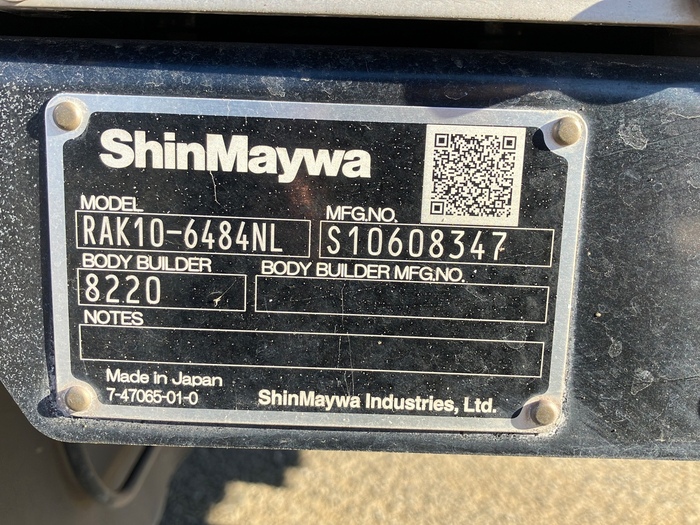 ShinMaywa
MODEL
RAK10-6484NL
MFG.NO.
S10608347
BODY BUILDER
8220
BODY BUILDER MFG.NO.
NOTES
Made in Japan
7-47065-01-0
ShinMaywa Industries, Ltd.